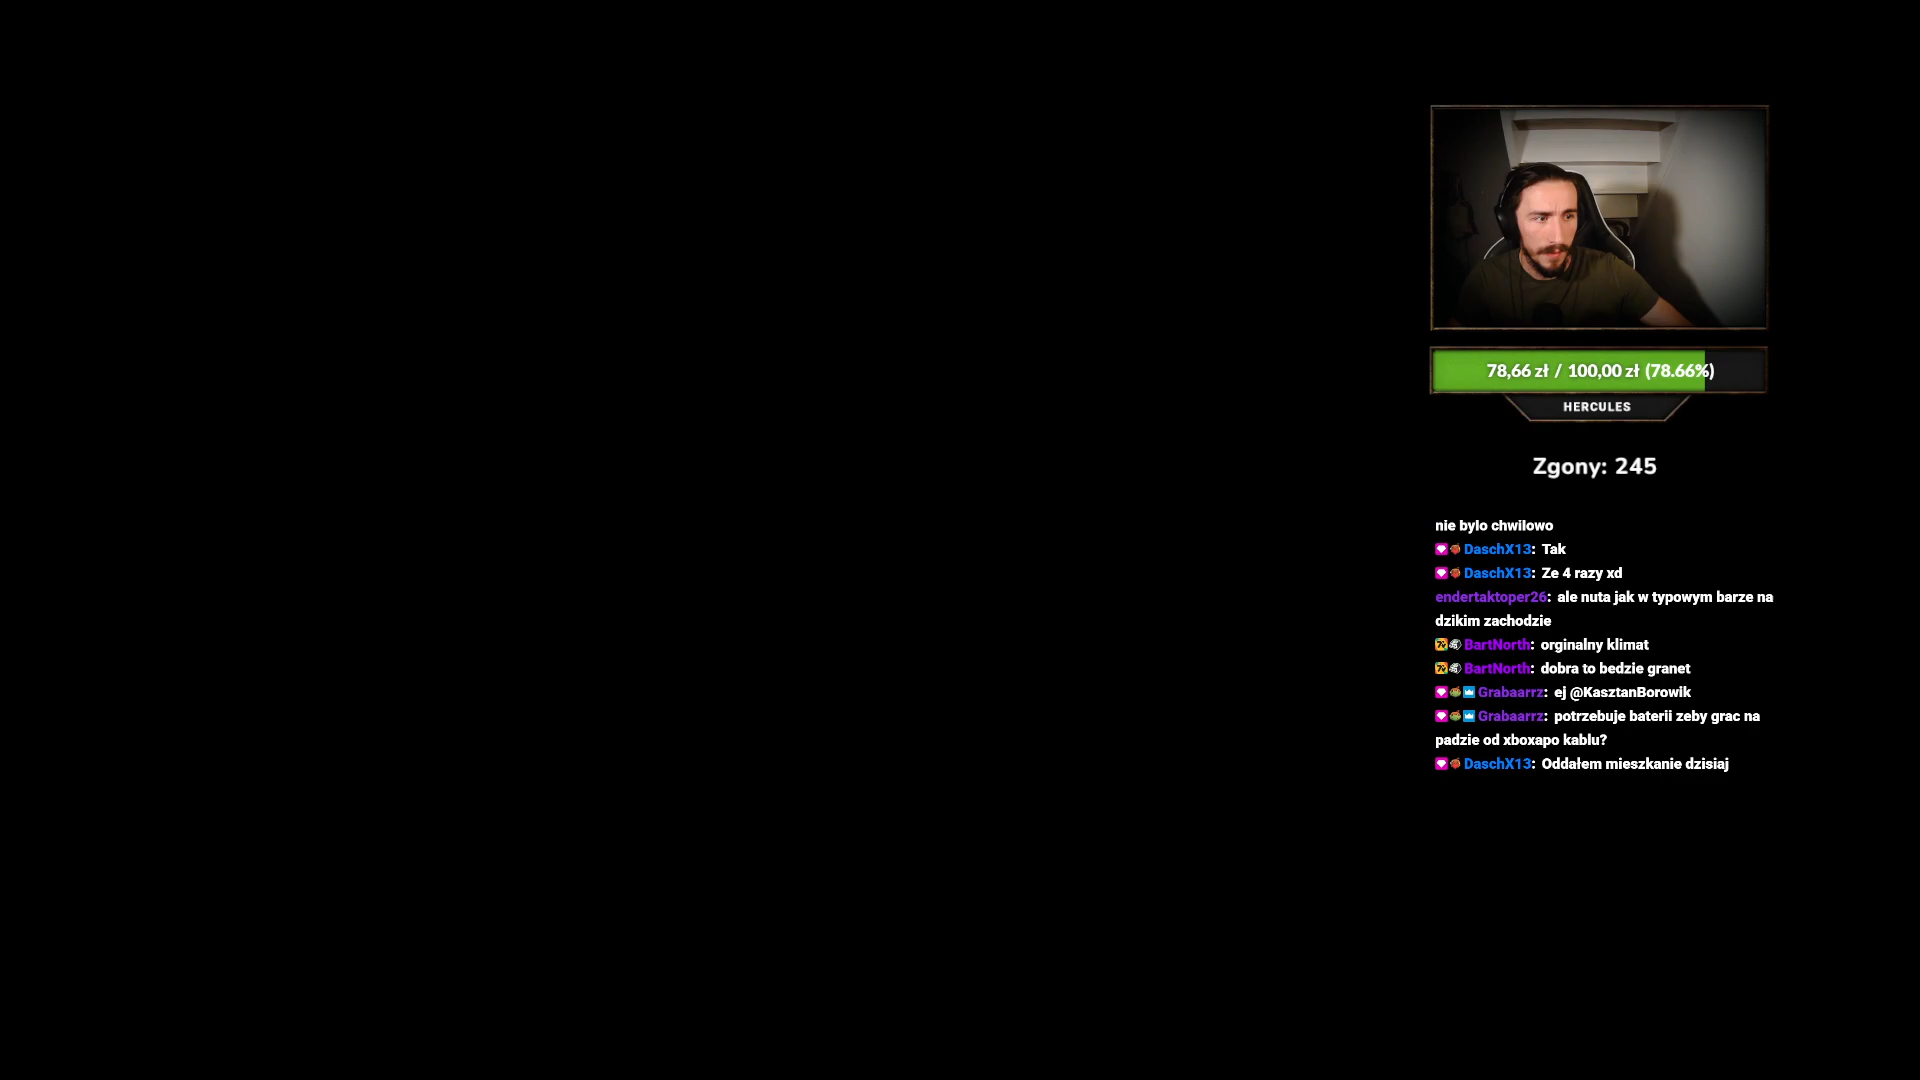 78,66 zł / 100,00 zł (78.66%)
HERCULES
Zgony: 245
nie bylo chwilowo
DaschX13: Tak
DaschX13: Ze 4 razy xd
endertaktoper26: ale nuta jak w typowym barze na
dzikim zachodzie
BartNorth: orginalny klimat
BartNorth: dobra to bedzie granet
Grabaarrz: ej @KasztanBorowik
Grabaarrz: potrzebuje baterii zeby grac na
padzie od xboxapo kablu?
DaschX13: Oddałem mieszkanie dzisiaj